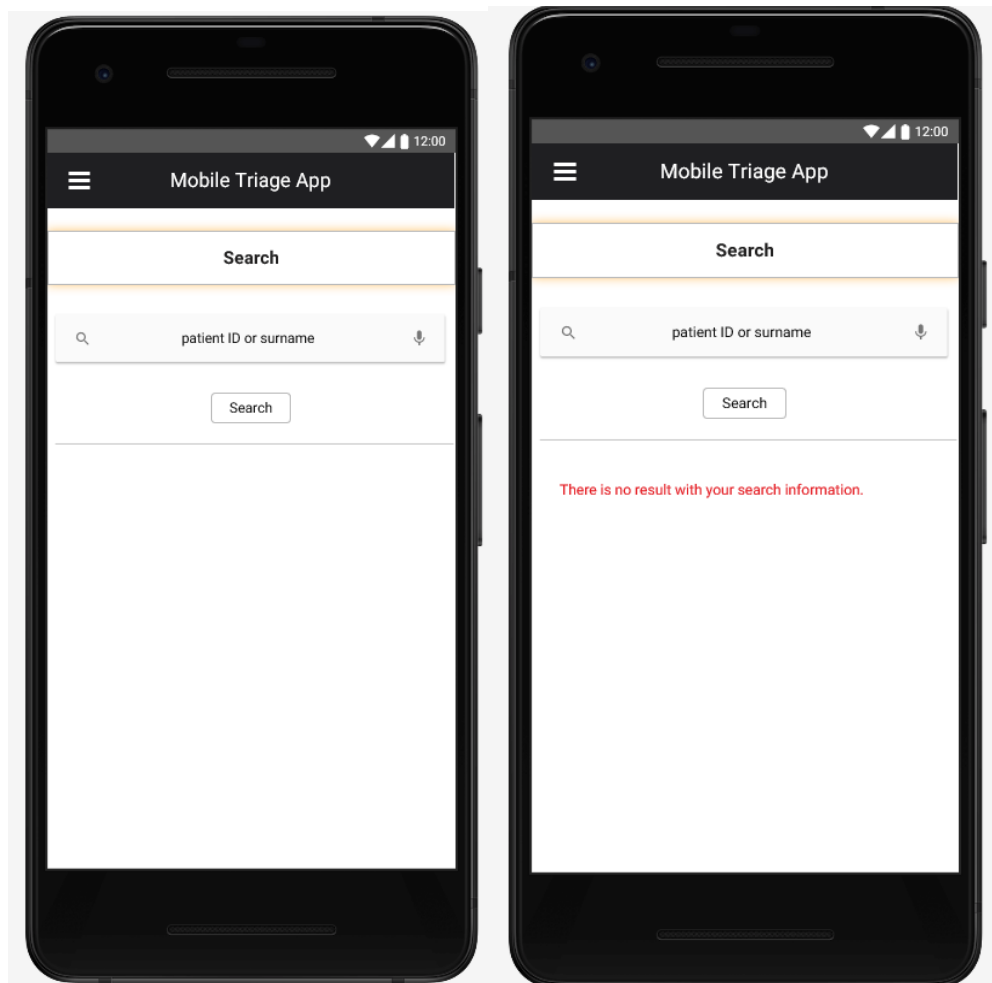 12:00
Mobile Triage App
Search
patient ID or surname
Search
12:00
Mobile Triage App
Search
patient ID or surname
Search
There is no result with your search information.